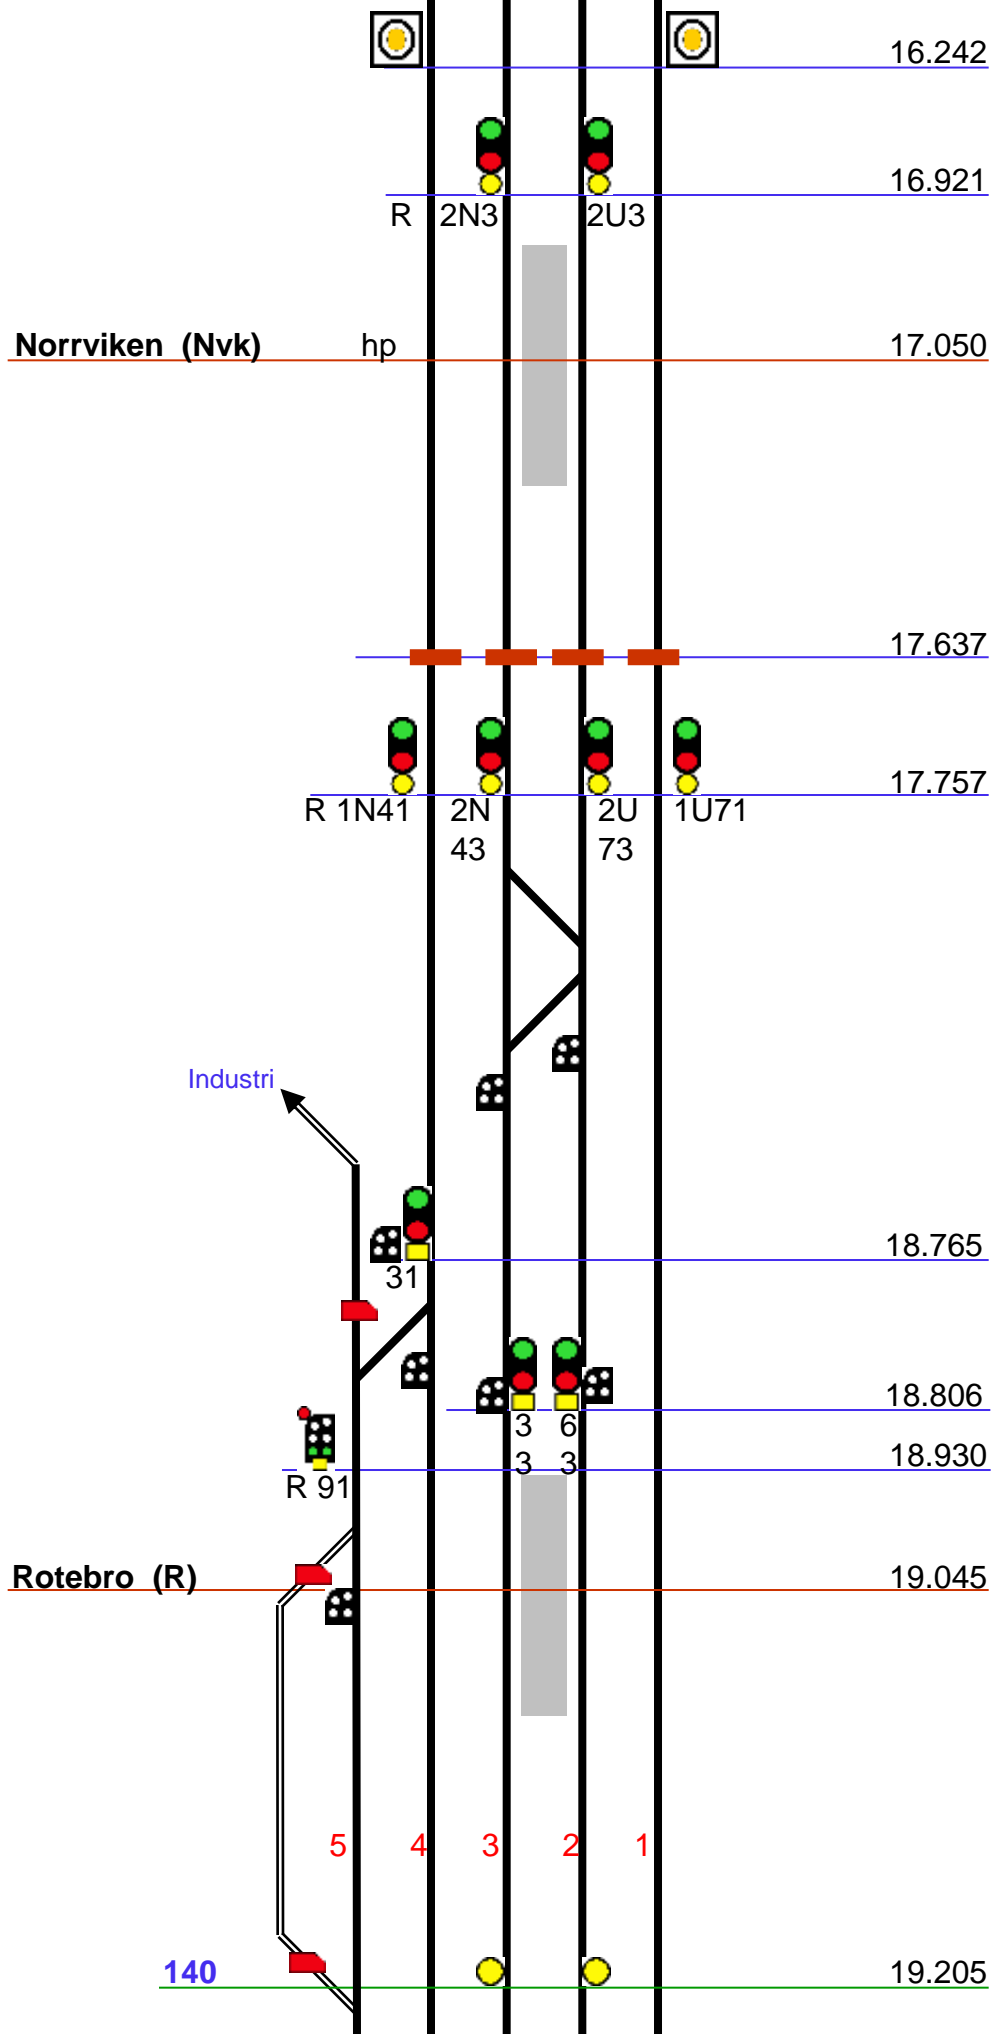 16.242
16.921
R 2N3 2U3
Norrviken (Nvk) hp 17.050
17.637
17.757
R 1N41 2N 2U 1U71
43 73
Industri
18.765
31
18.806
3 6
3 3 18.930
R 91
Rotebro (R) 19.045
5 4 3 2 1
140 19.205